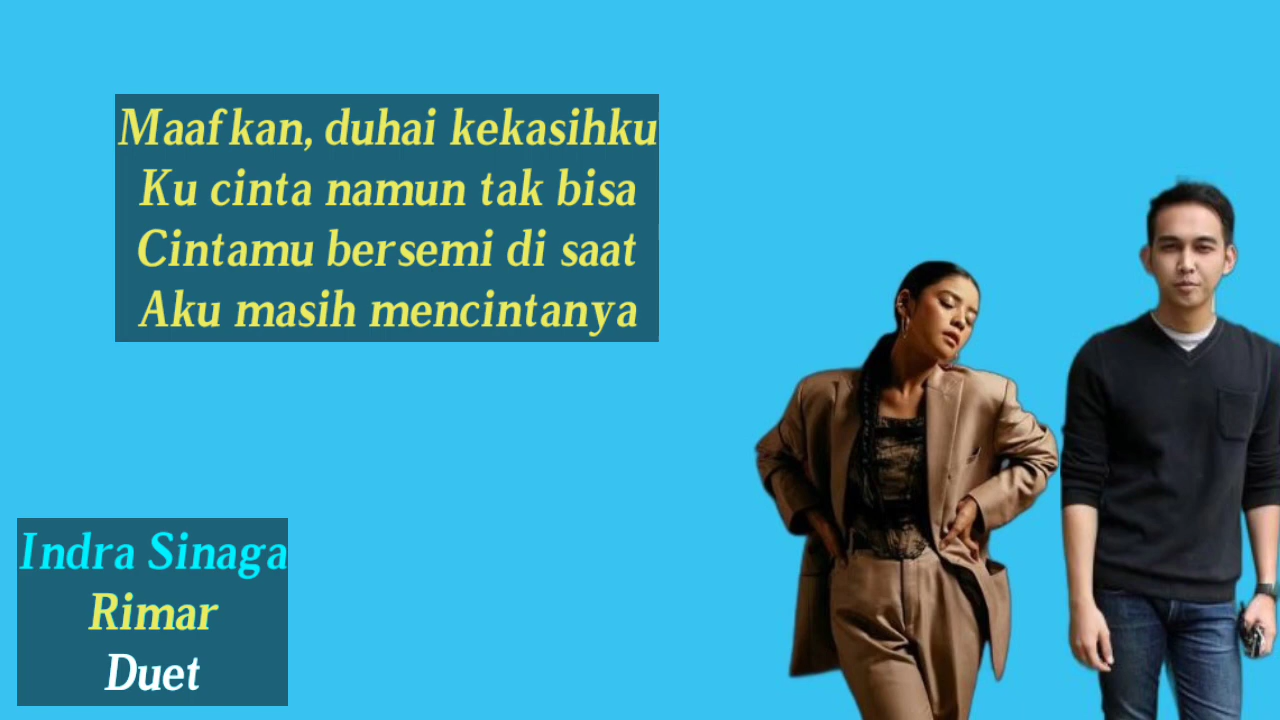 Maafkan, duhai kekasihku
Ku cinta namun tak bisa
Cintamu bersemi di saat
Aku masih mencintanya
Indra Sinaga
Rimar
Duet